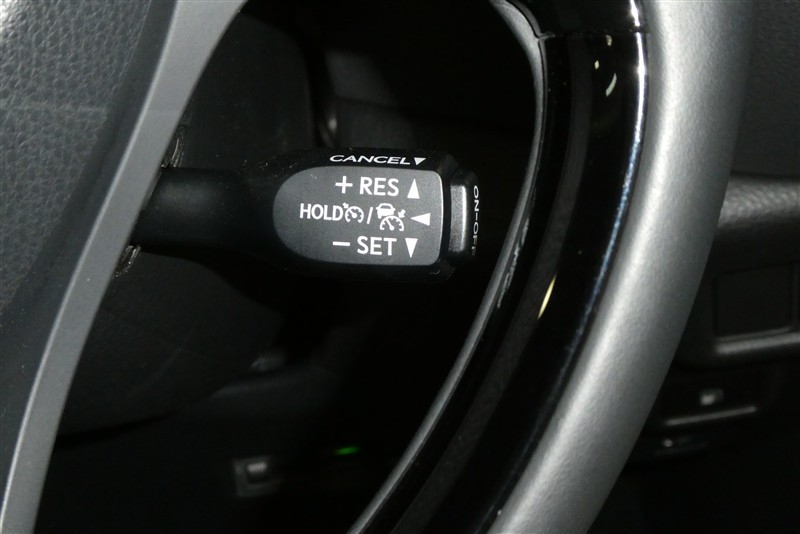 CANCEL▼
+ RES ▲
HOLD / ◀
− SET ▼
ON-OFF